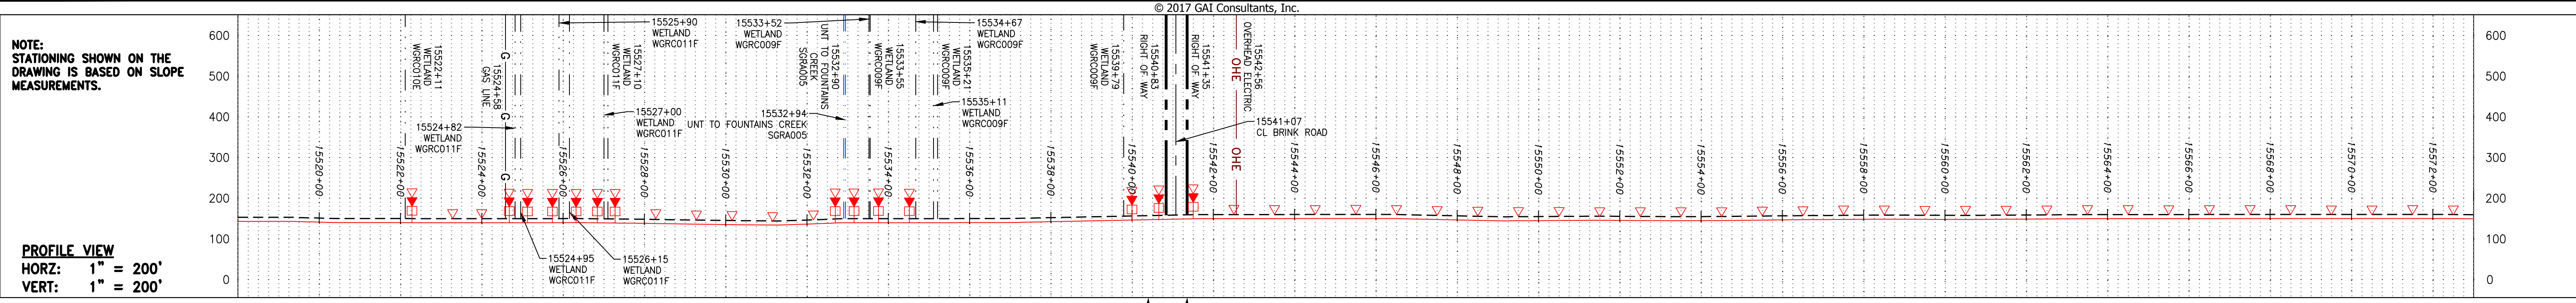 © 2017 GAI Consultants, Inc.
NOTE:
STATIONING SHOWN ON THE
DRAWING IS BASED ON SLOPE
MEASUREMENTS.
PROFILE VIEW
HORZ: 1" = 200'
VERT: 1" = 200'
600
500
400
300
200
100
0
15522+11
WETLAND
WGRC010E
15524+58
GAS LINE
G
G
G
15524+82
WETLAND
WGRC011F
15524+95
WETLAND
WGRC011F
15525+90
WETLAND
WGRC011F
15526+15
WETLAND
WGRC011F
15527+10
WETLAND
WGRC011F
15527+00
WETLAND
WGRC011F
15533+52
WETLAND
WGRC009F
15532+90
UNT TO FOUNTAINS
CREEK
SGRA005
15532+94
UNT TO FOUNTAINS CREEK
SGRA005
15533+55
WETLAND
WGRC009F
15534+67
WETLAND
WGRC009F
15535+21
WETLAND
WGRC009F
15535+11
WETLAND
WGRC009F
15539+79
WETLAND
WGRC009F
15540+83
RIGHT OF WAY
15541+35
RIGHT OF WAY
15541+07
CL BRINK ROAD
15542+56
OVERHEAD ELECTRIC
OHE
OHE
15520+00
15522+00
15524+00
15526+00
15528+00
15530+00
15532+00
15534+00
15536+00
15538+00
15540+00
15542+00
15544+00
15546+00
15548+00
15550+00
15552+00
15554+00
15556+00
15558+00
15560+00
15562+00
15564+00
15566+00
15568+00
15570+00
15572+00
600
500
400
300
200
100
0